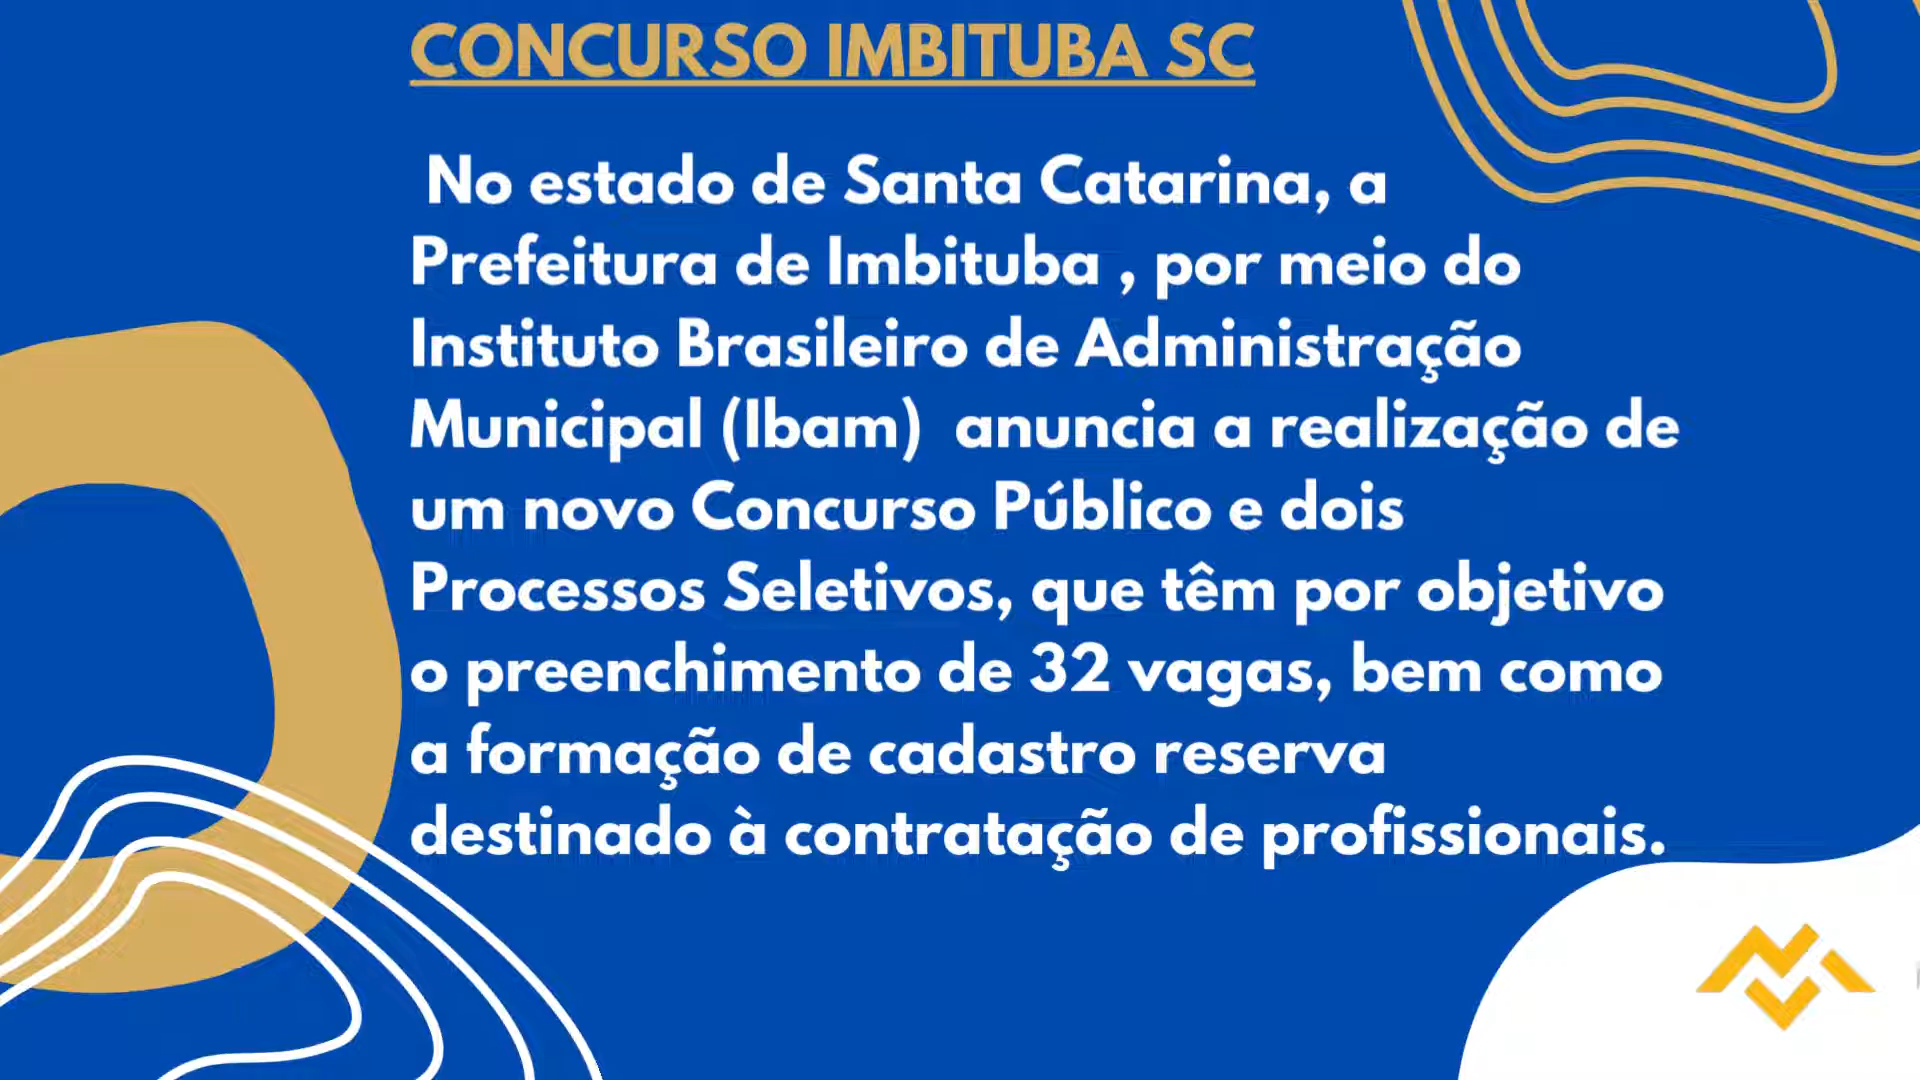 CONCURSO IMBITUBA SC
No estado de Santa Catarina, a
Prefeitura de Imbituba , por meio do
Instituto Brasileiro de Administração
Municipal (Ibam) anuncia a realização de
um novo Concurso Público e dois
Processos Seletivos, que têm por objetivo
o preenchimento de 32 vagas, bem como
a formação de cadastro reserva
destinado à contratação de profissionais.